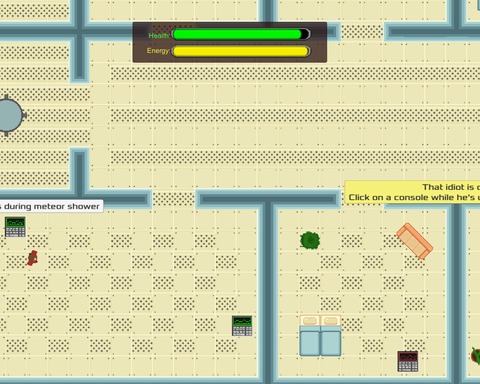 Health
Energy
That idiot is
Click on a console while he's
s during meteor shower